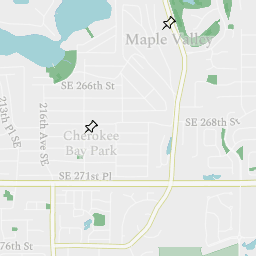 Maple Valley
SE 266th St
213th Pl SE
216th Ave SE
SE 268th St
Cherokee
Bay Park
SE 271st Pl
76th St